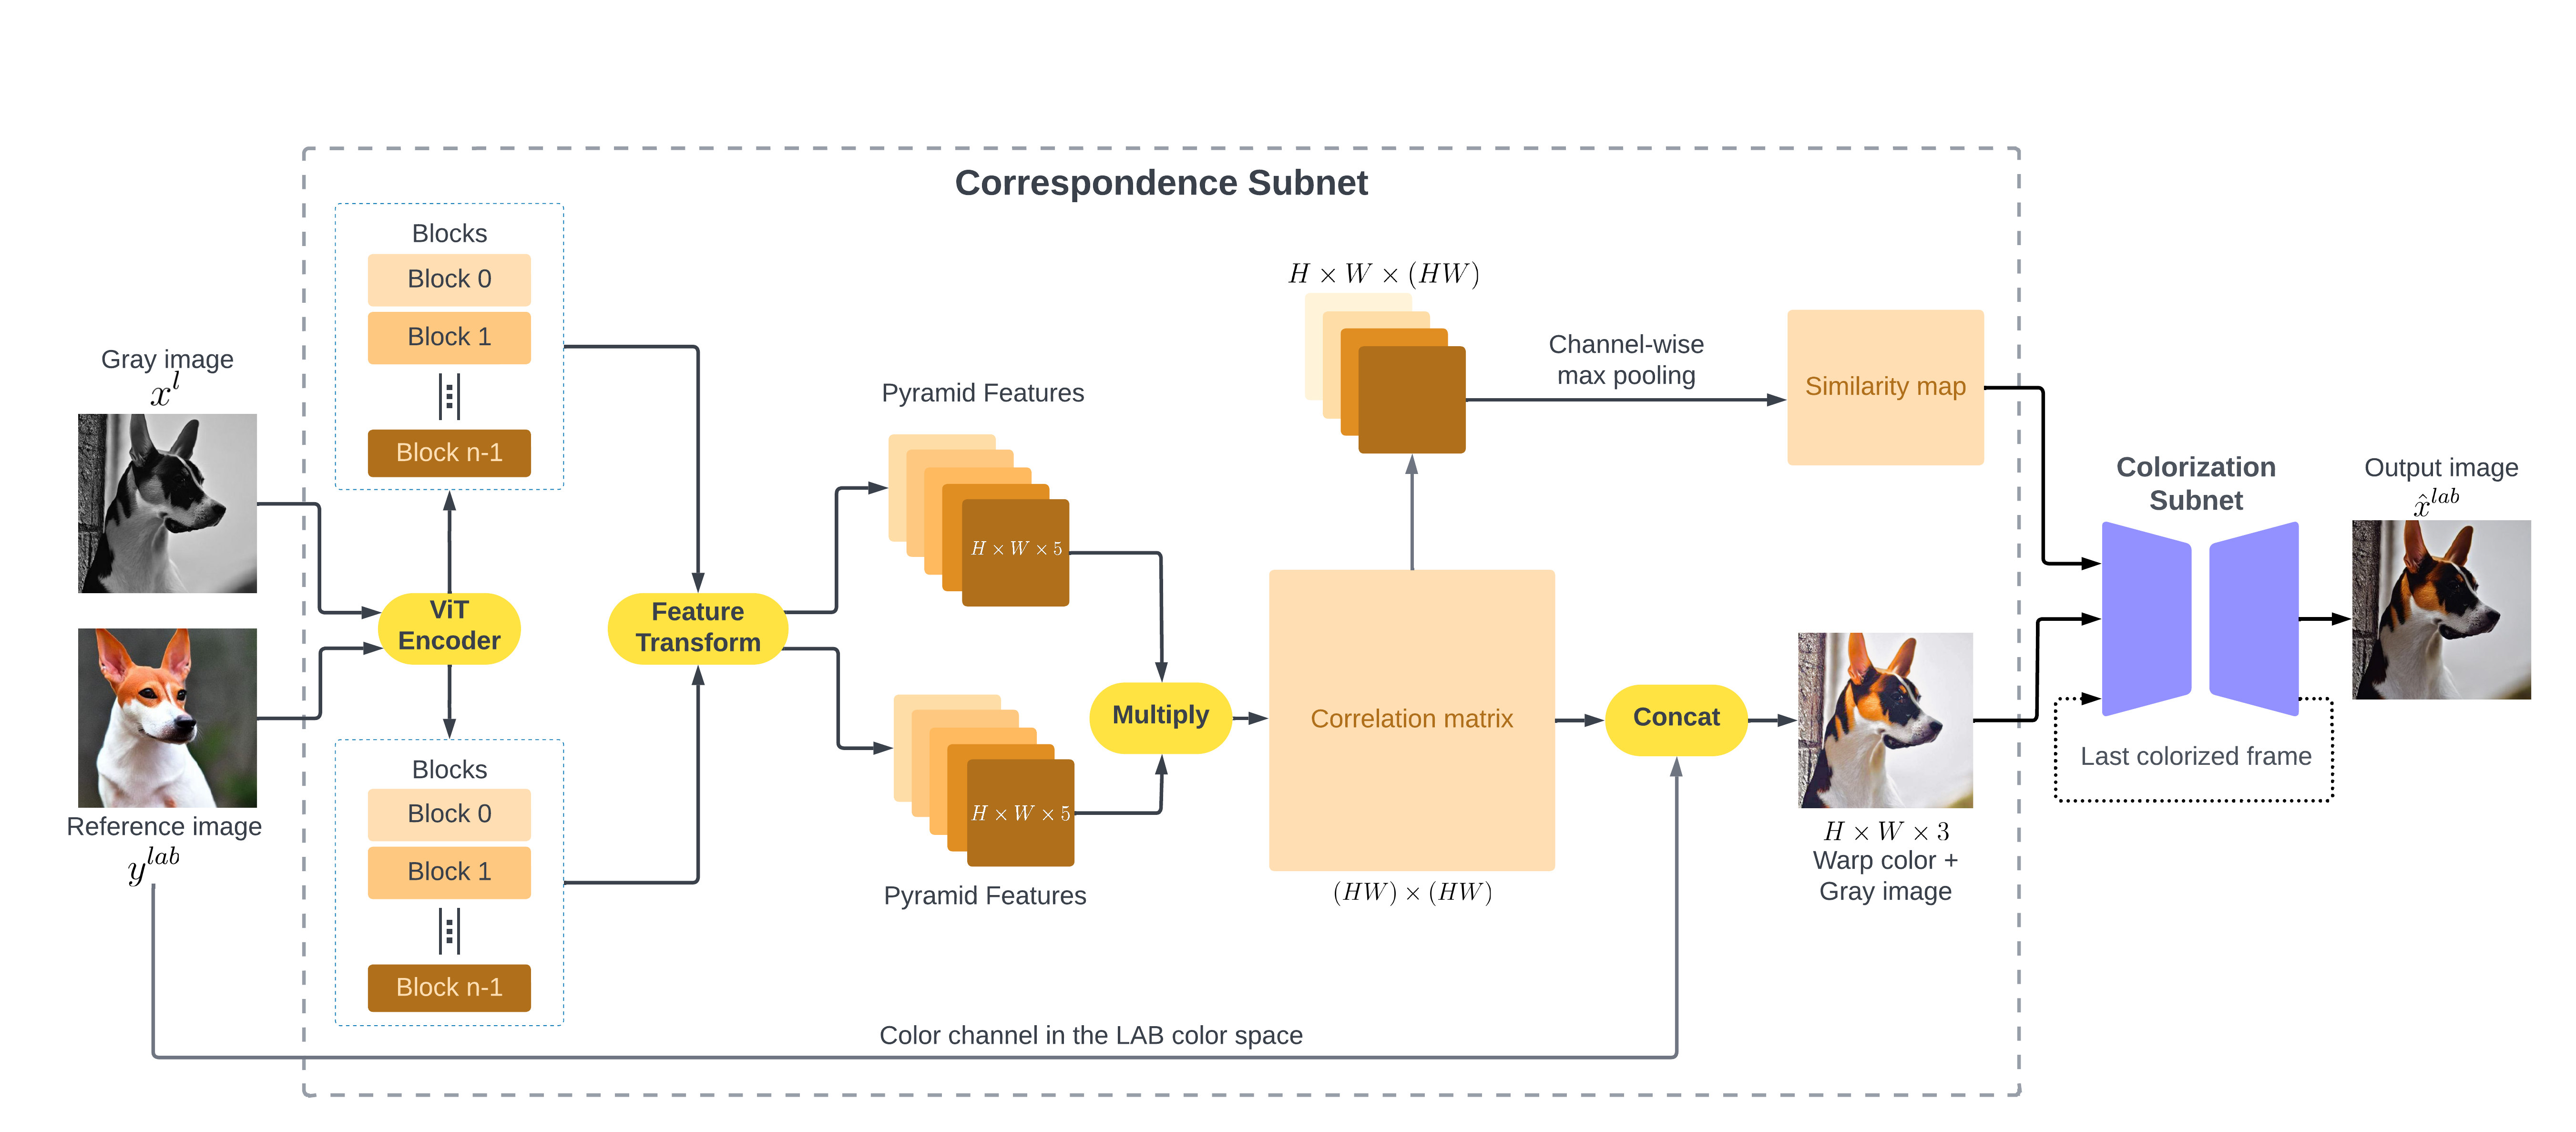 Correspondence Subnet
Gray image
$x^{l}$
Reference image
$y^{lab}$
Blocks
Block 0
Block 1
Block n-1
ViT
Encoder
Blocks
Block 0
Block 1
Block n-1
Feature
Transform
Pyramid Features
$H \times W \times 5$
$H \times W \times 5$
Pyramid Features
Multiply
$H \times W \times (HW)$
Channel-wise
max pooling
Similarity map
Correlation matrix
$(HW) \times (HW)$
Concat
$H \times W \times 3$
Warp color +
Gray image
Color channel in the LAB color space
Colorization
Subnet
Last colorized frame
Output image
$\hat{x}^{lab}$